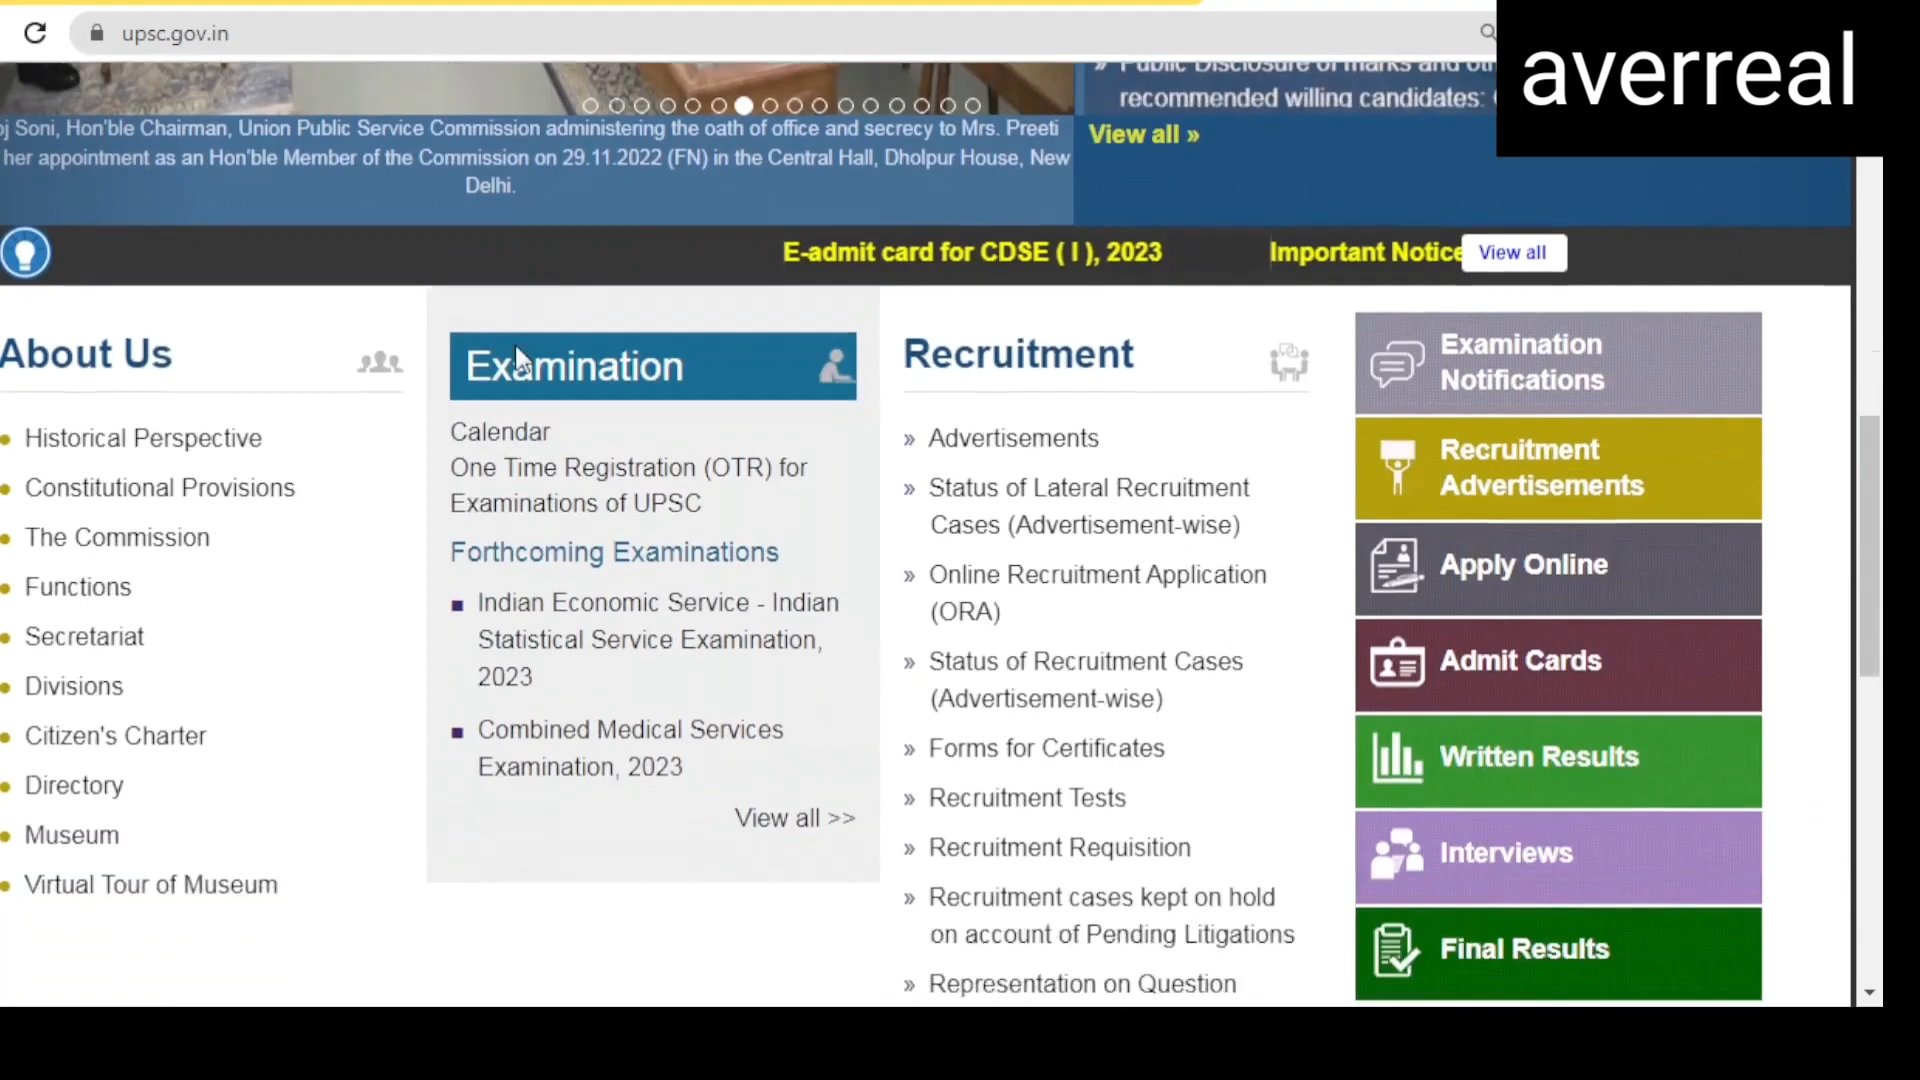 upsc.gov.in
averreal
» Public Disclosure of marks and
recommended willing candidates:
View all »
oj Soni, Hon'ble Chairman, Union Public Service Commission administering the oath of office and secrecy to Mrs. Preeti
her appointment as an Hon'ble Member of the Commission on 29.11.2022 (FN) in the Central Hall, Dholpur House, New
Delhi.
E-admit card for CDSE ( I ), 2023
Important Notice
View all
About Us
Historical Perspective
Constitutional Provisions
The Commission
Functions
Secretariat
Divisions
Citizen's Charter
Directory
Museum
Virtual Tour of Museum
Examination
Calendar
One Time Registration (OTR) for
Examinations of UPSC
Forthcoming Examinations
Indian Economic Service - Indian
Statistical Service Examination,
2023
Combined Medical Services
Examination, 2023
View all >>
Recruitment
» Advertisements
» Status of Lateral Recruitment
Cases (Advertisement-wise)
» Online Recruitment Application
(ORA)
» Status of Recruitment Cases
(Advertisement-wise)
» Forms for Certificates
» Recruitment Tests
» Recruitment Requisition
» Recruitment cases kept on hold
on account of Pending Litigations
» Representation on Question
Examination
Notifications
Recruitment
Advertisements
Apply Online
Admit Cards
Written Results
Interviews
Final Results